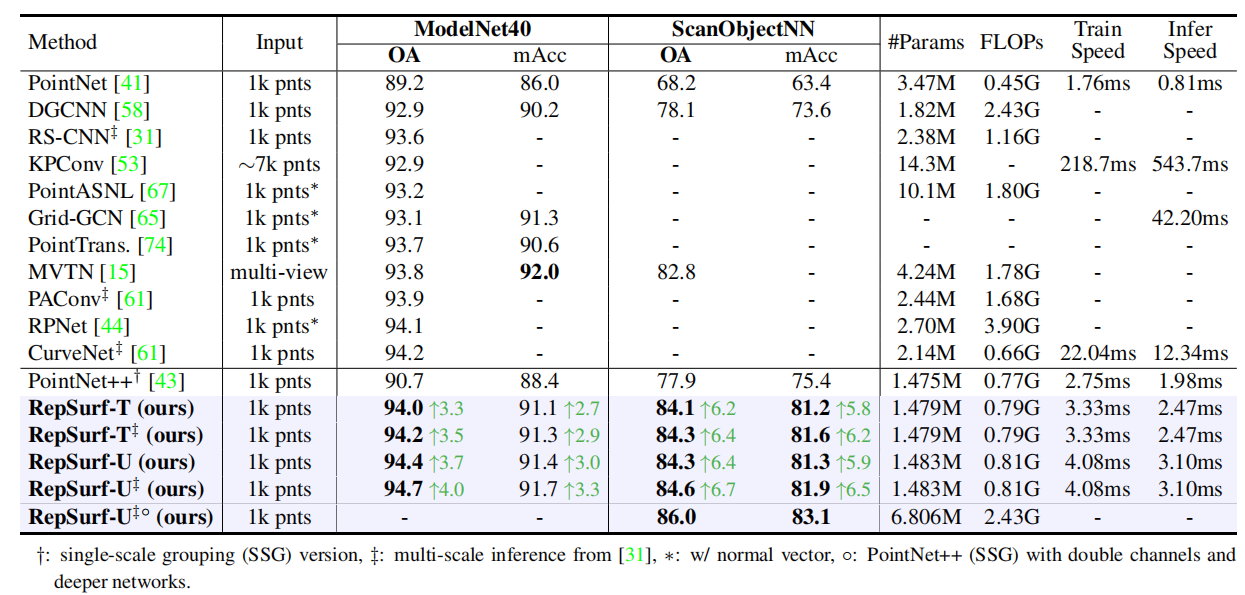 Method Input ModelNet40 ScanObjectNN #Params FLOPs Train Speed Infer Speed
OA mAcc OA mAcc
PointNet [41] 1k pnts 89.2 86.0 68.2 63.4 3.47M 0.45G 1.76ms 0.81ms
DGCNN [58] 1k pnts 92.9 90.2 78.1 73.6 1.82M 2.43G - -
RS-CNN‡ [31] 1k pnts 93.6 - - - 2.38M 1.16G - -
KPConv [53] ∼7k pnts 92.9 - - - 14.3M - 218.7ms 543.7ms
PointASNL [67] 1k pnts* 93.2 - - - 10.1M 1.80G - -
Grid-GCN [65] 1k pnts* 93.1 91.3 - - - - - 42.20ms
PointTrans. [74] 1k pnts* 93.7 90.6 - - - - - -
MVTN [15] multi-view 93.8 92.0 82.8 - 4.24M 1.78G - -
PAConv‡ [61] 1k pnts 93.9 - - - 2.44M 1.68G - -
RPNet [44] 1k pnts* 94.1 - - - 2.70M 3.90G - -
CurveNet‡ [61] 1k pnts 94.2 - - - 2.14M 0.66G 22.04ms 12.34ms
PointNet++† [43] 1k pnts 90.7 88.4 77.9 75.4 1.475M 0.77G 2.75ms 1.98ms
RepSurf-T (ours) 1k pnts 94.0 ↑3.3 91.1 ↑2.7 84.1 ↑6.2 81.2 ↑5.8 1.479M 0.79G 3.33ms 2.47ms
RepSurf-T‡ (ours) 1k pnts 94.2 ↑3.5 91.3 ↑2.9 84.3 ↑6.4 81.6 ↑6.2 1.479M 0.79G 3.33ms 2.47ms
RepSurf-U (ours) 1k pnts 94.4 ↑3.7 91.4 ↑3.0 84.3 ↑6.4 81.3 ↑5.9 1.483M 0.81G 4.08ms 3.10ms
RepSurf-U‡ (ours) 1k pnts 94.7 ↑4.0 91.7 ↑3.3 84.6 ↑6.7 81.9 ↑6.5 1.483M 0.81G 4.08ms 3.10ms
RepSurf-U‡◦ (ours) 1k pnts - - 86.0 83.1 6.806M 2.43G - -
†: single-scale grouping (SSG) version, ‡: multi-scale inference from [31], *: w/ normal vector, ◦: PointNet++ (SSG) with double channels and
deeper networks.